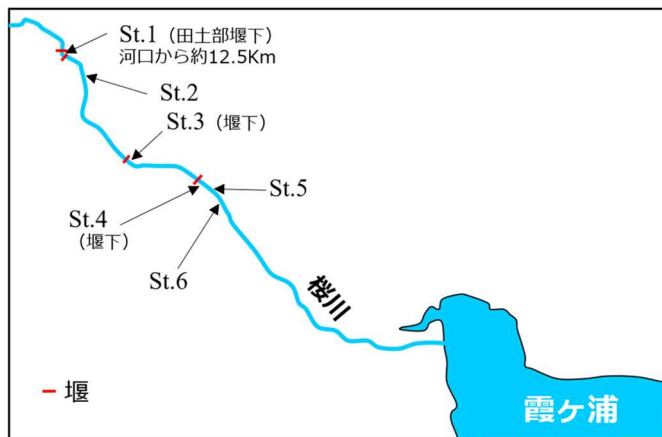 St.1（田土部堰下）
河口から約12.5Km
St.2
St.3（堰下）
St.5
St.4
（堰下）
St.6
桜川
堰
霞ヶ浦